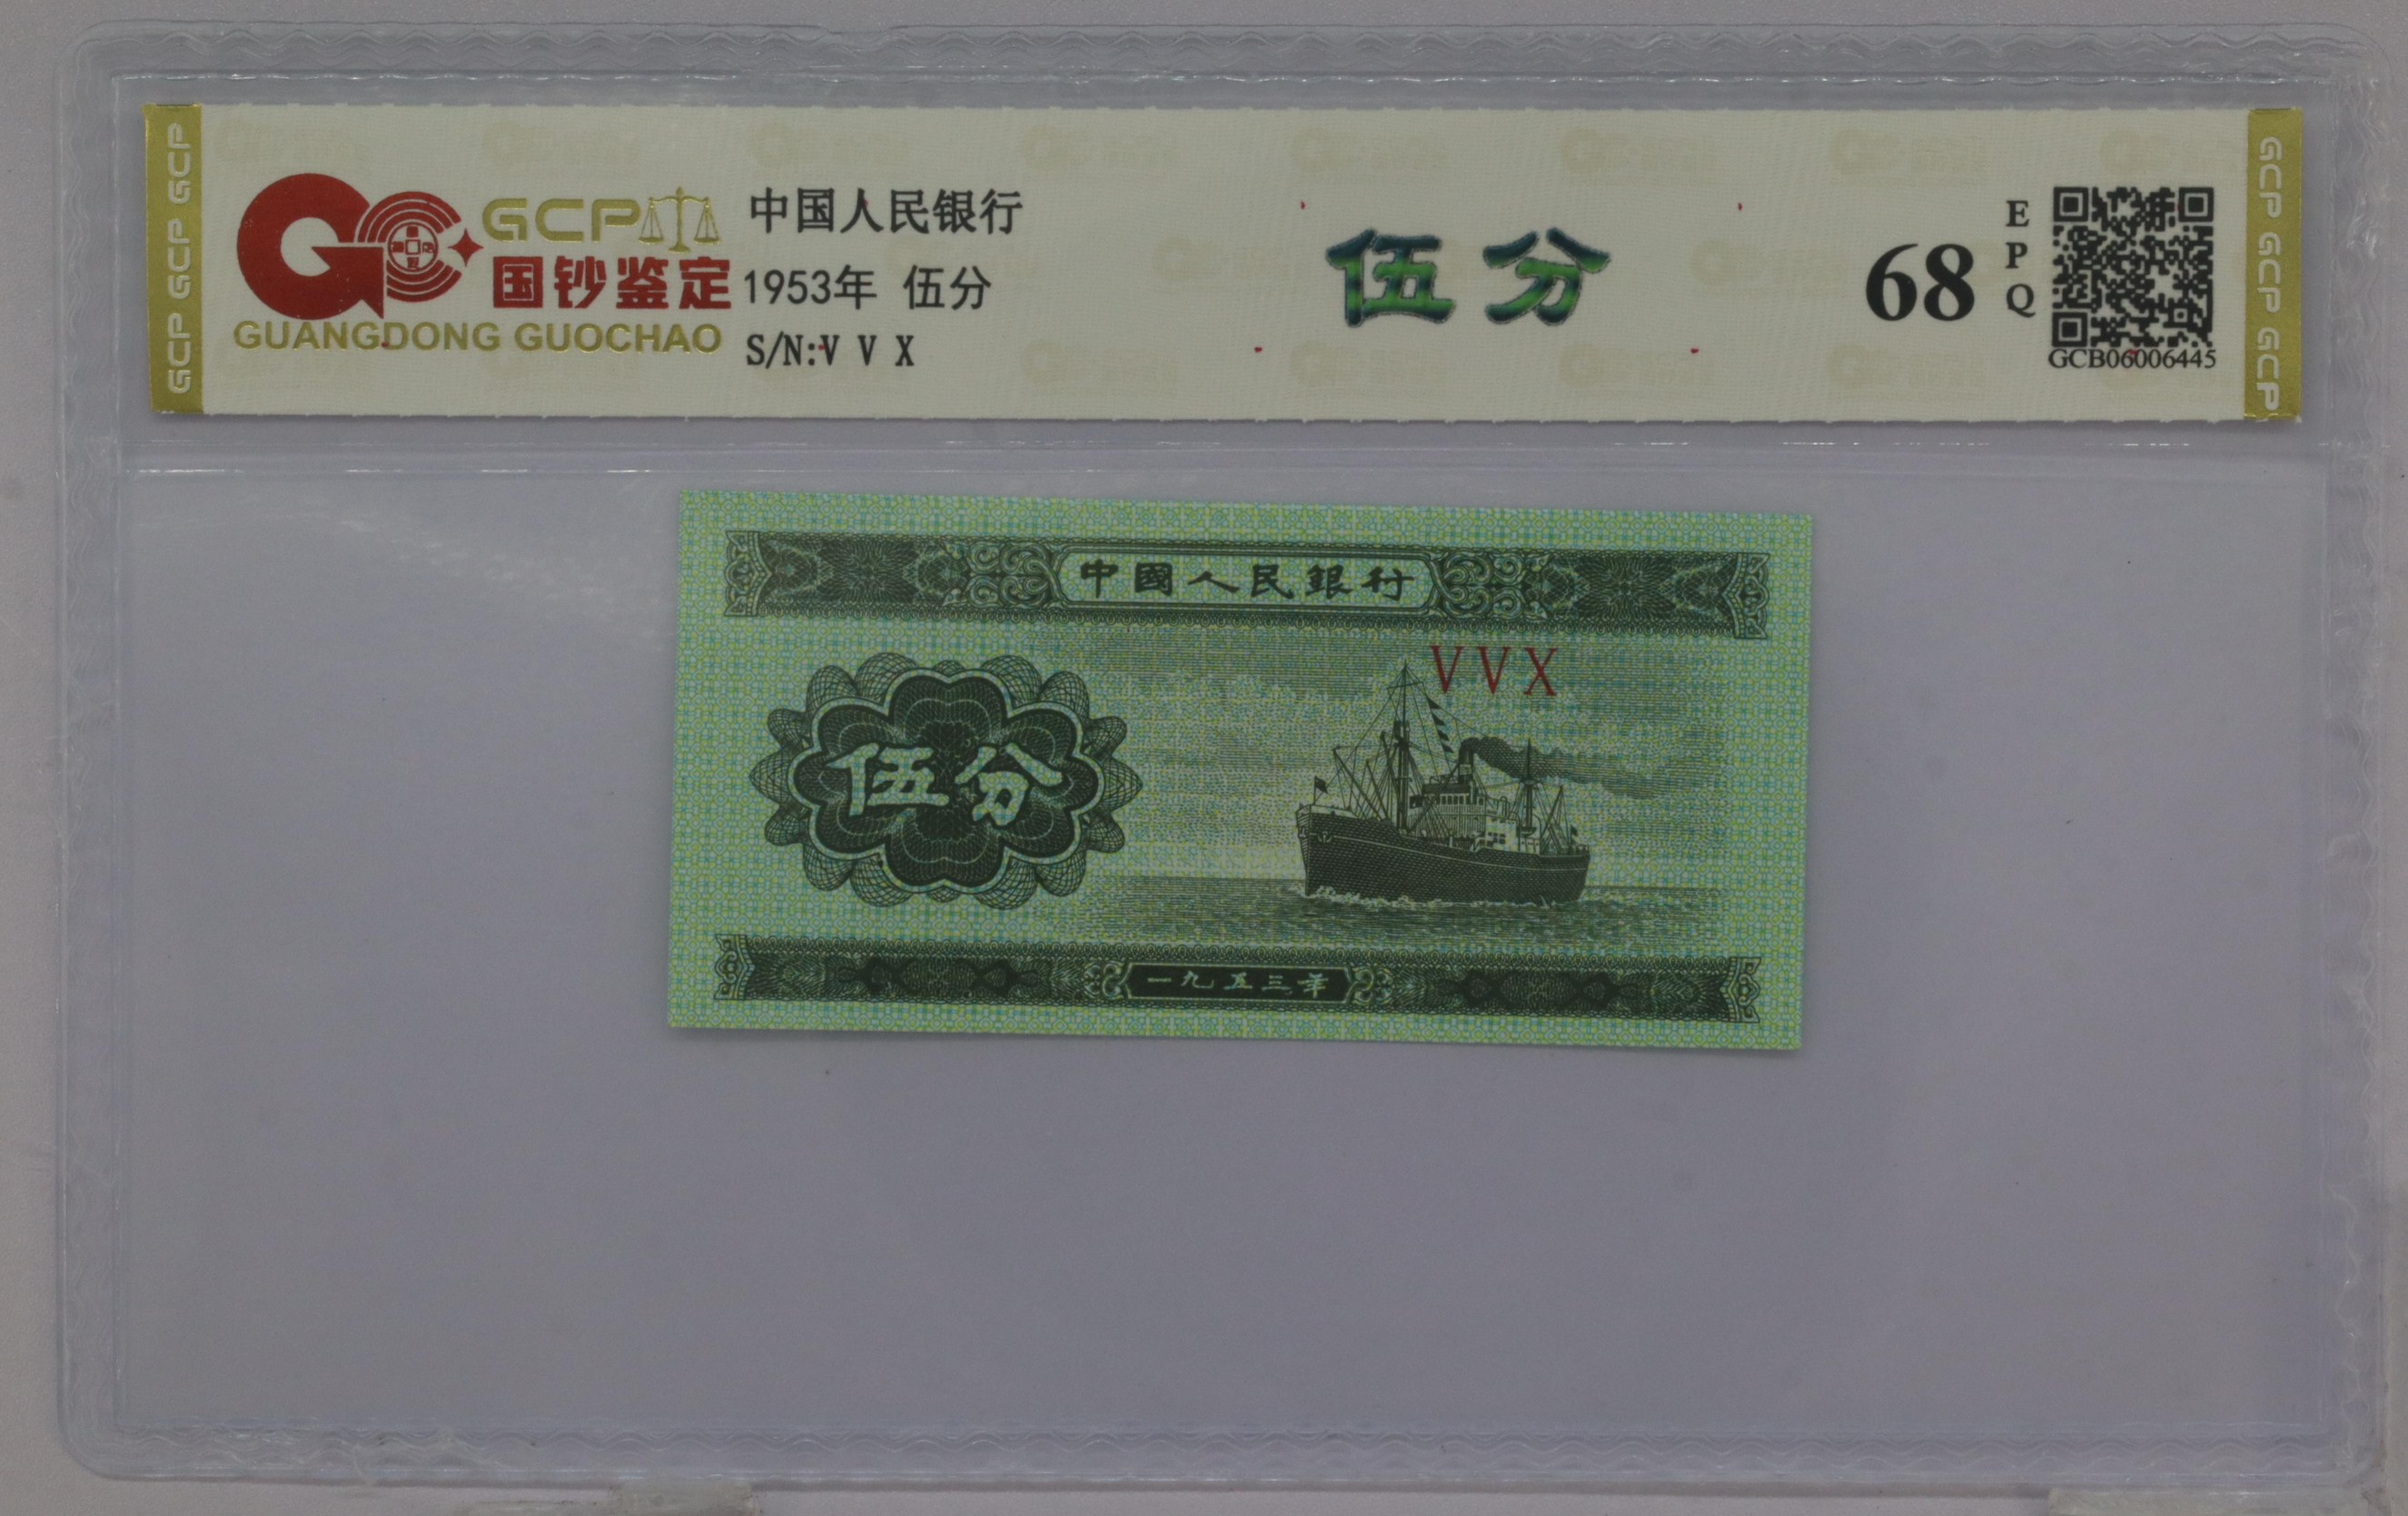 GCP GCP GCP
GCP
国钞鉴定
GUANGDONG GUOCHAO
中国人民银行
1953年 伍分
S/N:V V X
伍分
68
E
P
Q
GCB06006445
GCP GCP GCP
中國人民銀行
VVX
伍分
一九五三年